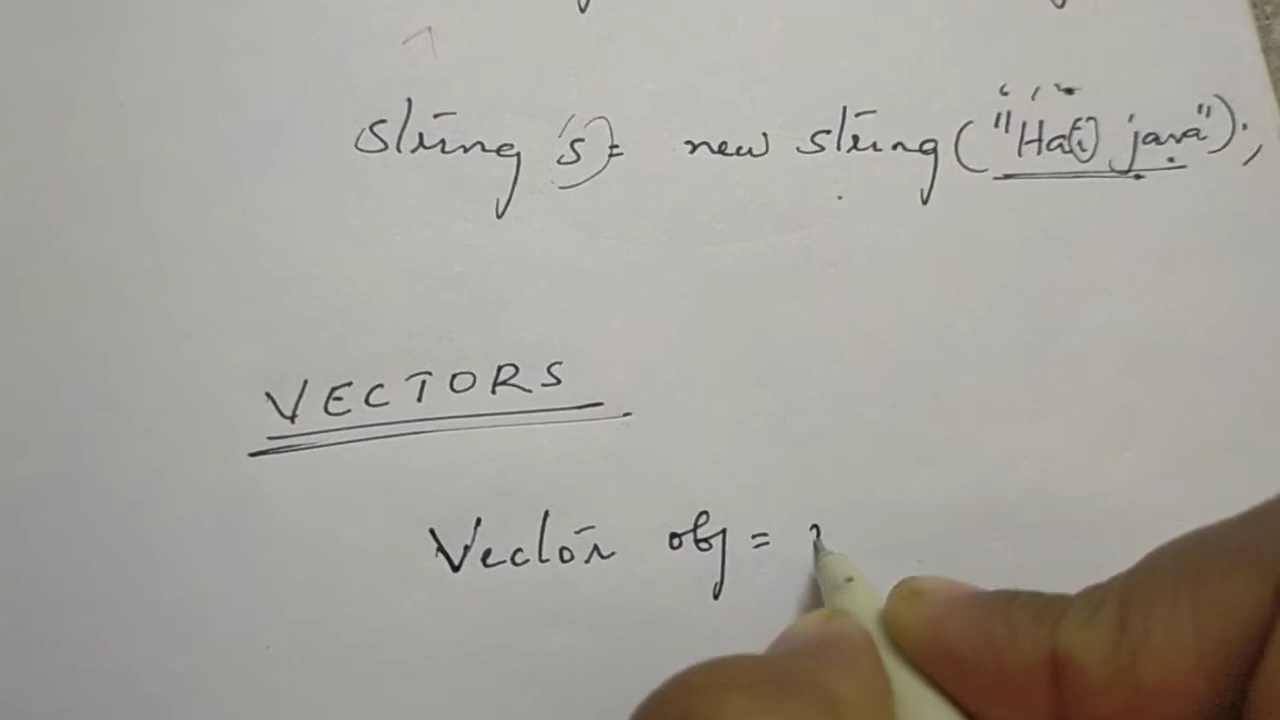 string s = new string ("Hai java");
VECTORS
Vector obj =